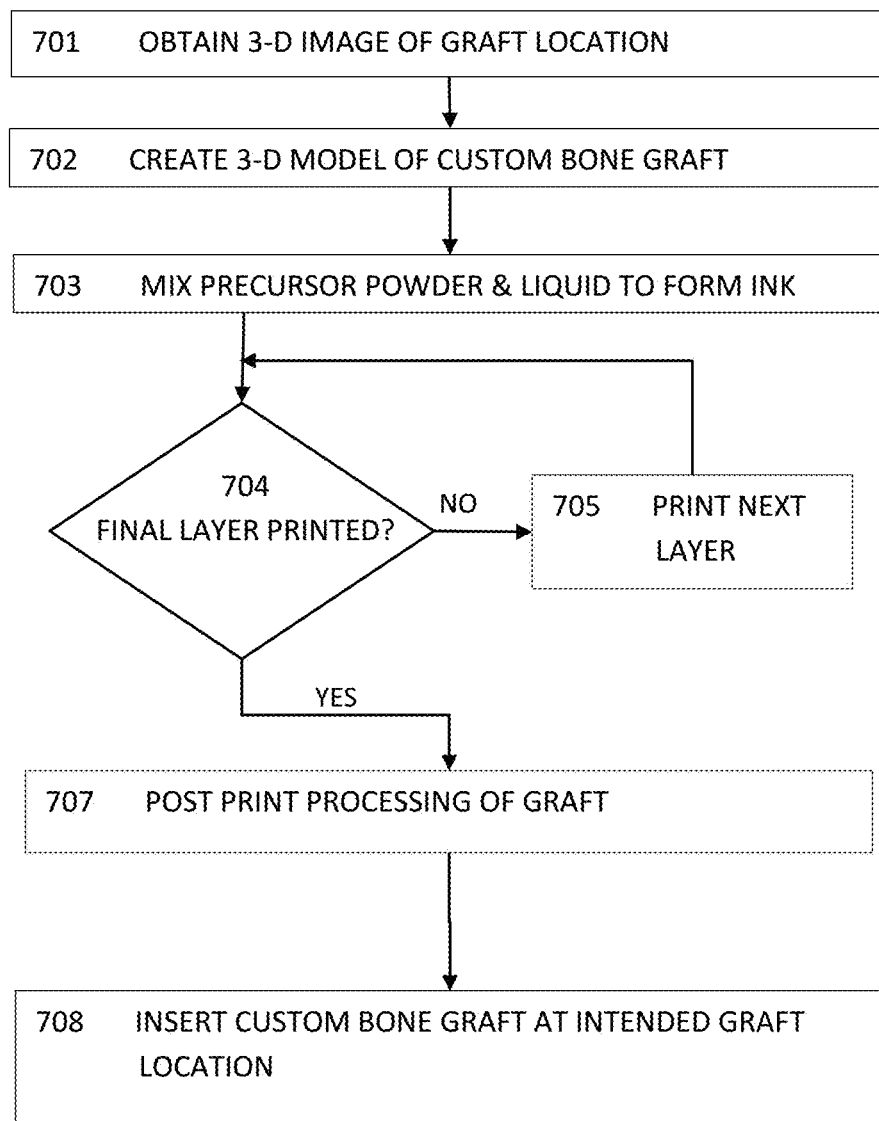 701 OBTAIN 3-D IMAGE OF GRAFT LOCATION
702 CREATE 3-D MODEL OF CUSTOM BONE GRAFT
703 MIX PRECURSOR POWDER & LIQUID TO FORM INK
704
FINAL LAYER PRINTED?
NO
705 PRINT NEXT
LAYER
YES
707 POST PRINT PROCESSING OF GRAFT
708 INSERT CUSTOM BONE GRAFT AT INTENDED GRAFT
LOCATION